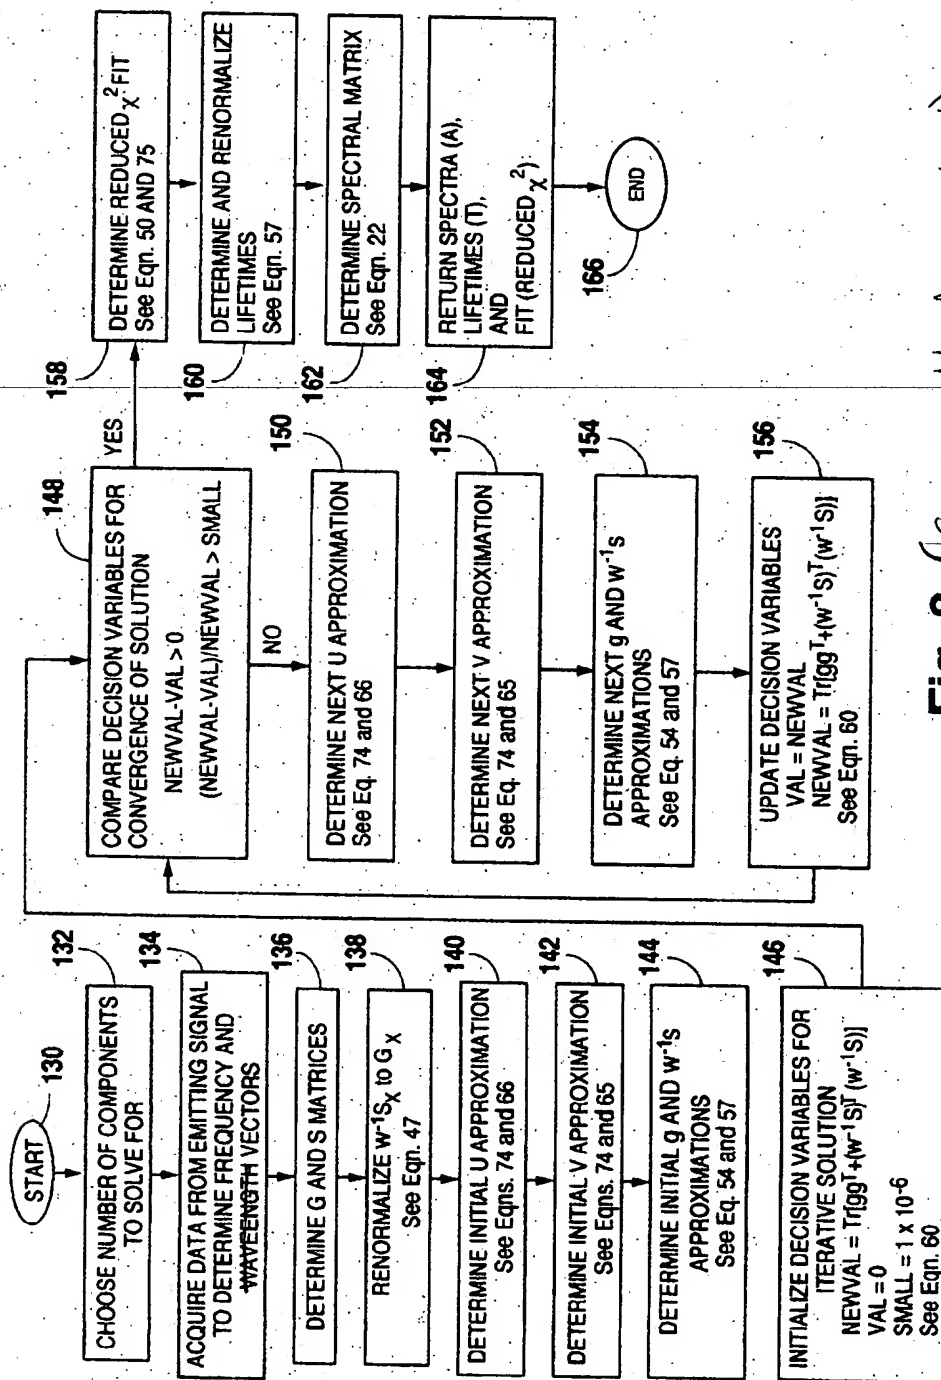 START
130
CHOOSE NUMBER OF COMPONENTS
TO SOLVE FOR
132
ACQUIRE DATA FROM EMITTING SIGNAL
TO DETERMINE FREQUENCY AND
WAVELENGTH VECTORS
134
DETERMINE G AND S MATRICES
136
RENORMALIZE w⁻¹Sₓ to Gₓ
See Eqn. 47
138
DETERMINE INITIAL U APPROXIMATION
See Eqns. 74 and 66
140
DETERMINE INITIAL V APPROXIMATION
See Eqns. 74 and 65
142
DETERMINE INITIAL g AND w⁻¹s
APPROXIMATIONS
See Eq. 54 and 57
144
INITIALIZE DECISION VARIABLES FOR
ITERATIVE SOLUTION
NEWVAL = Tr[ggᵀ+(w⁻¹S)ᵀ(w⁻¹S)]
VAL = 0
SMALL = 1 x 10⁻⁶
See Eqn. 60
146
COMPARE DECISION VARIABLES FOR
CONVERGENCE OF SOLUTION
NEWVAL-VAL > 0
(NEWVAL-VAL)/NEWVAL > SMALL
148
YES
NO
DETERMINE NEXT U APPROXIMATION
See Eq. 74 and 66
150
DETERMINE NEXT V APPROXIMATION
See Eq. 74 and 65
152
DETERMINE NEXT g AND w⁻¹s
APPROXIMATIONS
See Eq. 54 and 57
154
UPDATE DECISION VARIABLES
VAL = NEWVAL
NEWVAL = Tr[ggᵀ+(w⁻¹S)ᵀ(w⁻¹S)]
See Eqn. 60
156
DETERMINE REDUCED χ² FIT
See Eqn. 50 AND 75
158
DETERMINE AND RENORMALIZE
LIFETIMES
See Eqn. 57
160
DETERMINE SPECTRAL MATRIX
See Eqn. 22
162
RETURN SPECTRA (A),
LIFETIMES (T),
AND
FIT (REDUCED χ²)
164
END
166